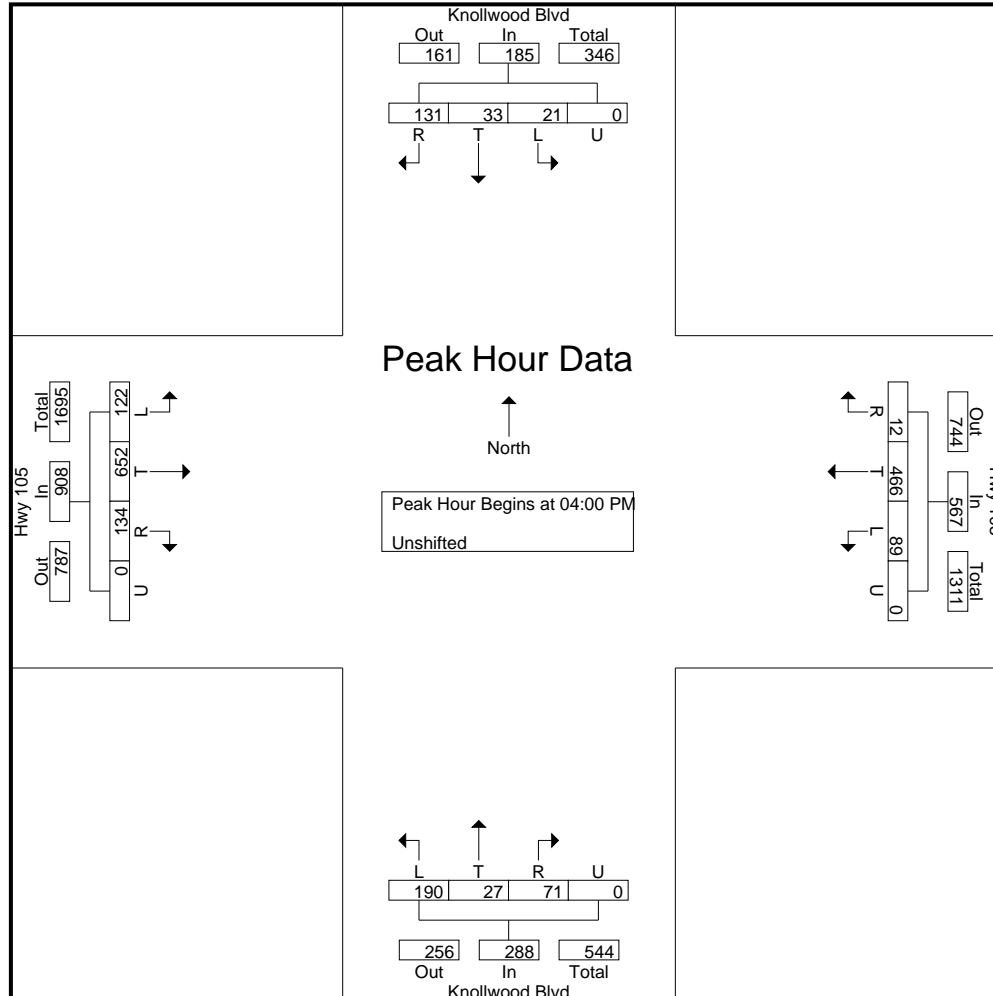 Knollwood Blvd
Out In Total
161 185 346
131 33 21 0
R T L U
Peak Hour Data
North
Peak Hour Begins at 04:00 PM
Unshifted
Hwy 105
Total In Out
1695 908 787
122 652 134 0
L T R U
R T L U
12 466 89 0
Out In Total
744 567 1311
L T R U
190 27 71 0
256 288 544
Out In Total
Knollwood Blvd